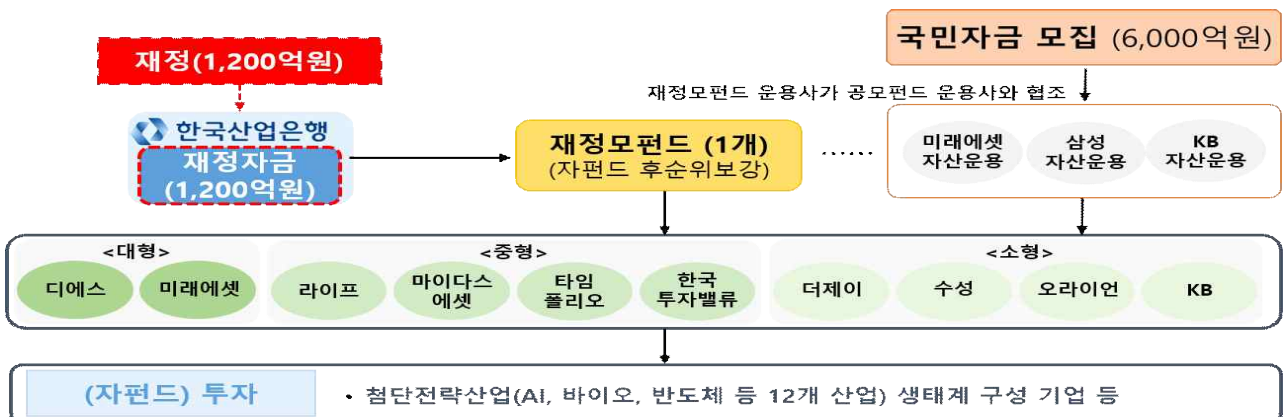 재정(1,200억원)
국민자금 모집 (6,000억원)
재정모펀드 운용사가 공모펀드 운용사와 협조
한국산업은행
재정자금
(1,200억원)
재정모펀드 (1개)
(자펀드 후순위보강)
······
미래에셋
자산운용
삼성
자산운용
KB
자산운용
<대형>
디에스
미래에셋
<중형>
라이프
마이다스
에셋
타임
폴리오
한국
투자밸류
<소형>
더제이
수성
오라이언
KB
(자펀드) 투자
• 첨단전략산업(AI, 바이오, 반도체 등 12개 산업) 생태계 구성 기업 등